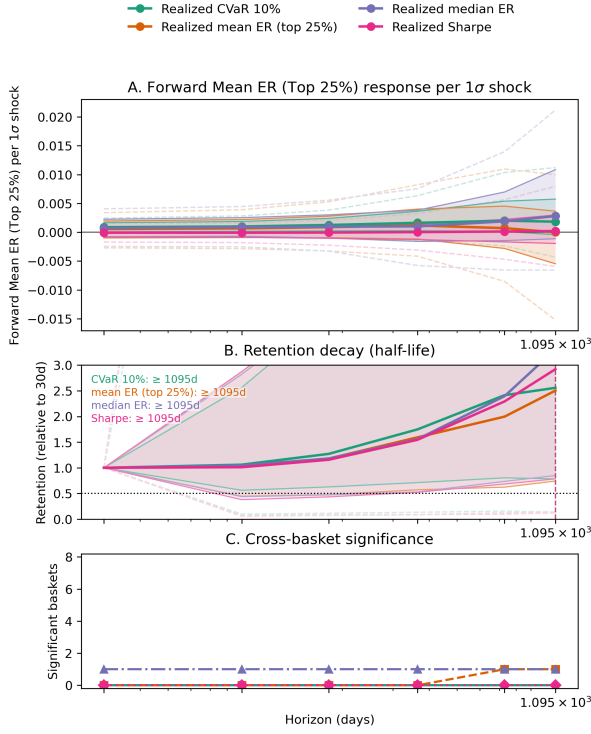 Realized CVaR 10%
Realized mean ER (top 25%)
Realized median ER
Realized Sharpe
A. Forward Mean ER (Top 25%) response per 1σ shock
Forward Mean ER (Top 25%) per 1σ shock
0.020
0.015
0.010
0.005
0.000
−0.005
−0.010
−0.015
1.095 × 10³
B. Retention decay (half-life)
Retention (relative to 30d)
3.0
2.5
2.0
1.5
1.0
0.5
0.0
CVaR 10%: ≥ 1095d
mean ER (top 25%): ≥ 1095d
median ER: ≥ 1095d
Sharpe: ≥ 1095d
1.095 × 10³
C. Cross-basket significance
Significant baskets
8
6
4
2
0
1.095 × 10³
Horizon (days)